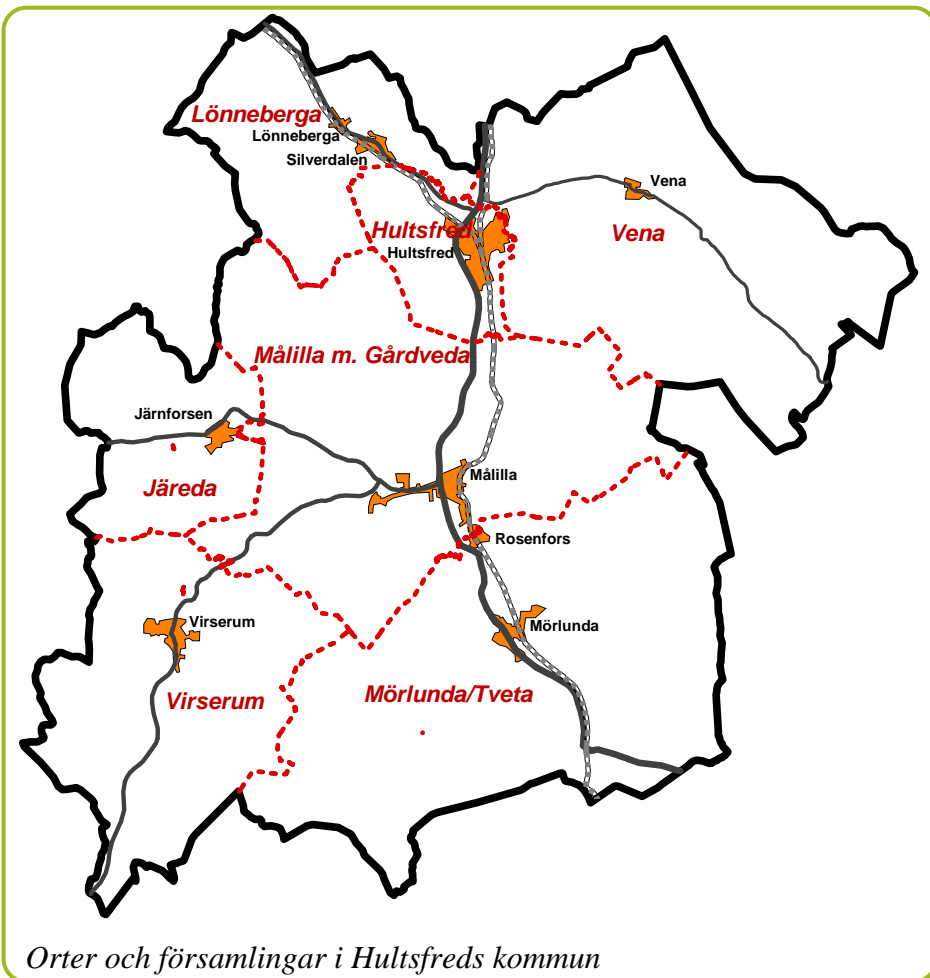 Lönneberga
Lönneberga
Silverdalen
Vena
Hultsfred
Vena
Hultsfred
Målilla m. Gårdveda
Järnforsen
Målilla
Järeda
Rosenfors
Virserum
Mörlunda
Virserum
Mörlunda/Tveta
Orter och församlingar i Hultsfreds kommun